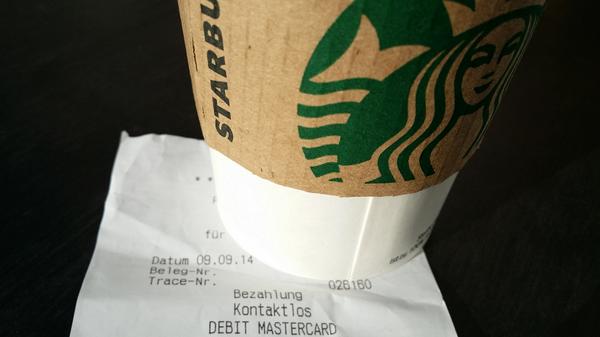 STARBU
für
Datum 09.09.14
Beleg-Nr.
Trace-Nr. 026160
Bezahlung
Kontaktlos
DEBIT MASTERCARD